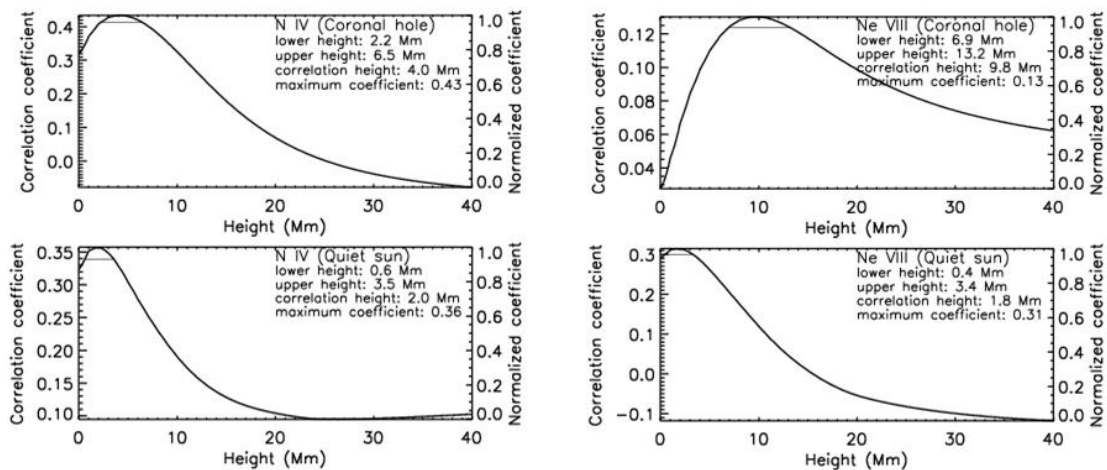 N IV (Coronal hole)
lower height: 2.2 Mm
upper height: 6.5 Mm
correlation height: 4.0 Mm
maximum coefficient: 0.43
Correlation coefficient
0.4
0.3
0.2
0.1
0.0
Normalized coefficient
1.0
0.8
0.6
0.4
0.2
0.0
0 10 20 30 40
Height (Mm)
Ne VIII (Coronal hole)
lower height: 6.9 Mm
upper height: 13.2 Mm
correlation height: 9.8 Mm
maximum coefficient: 0.13
Correlation coefficient
0.12
0.10
0.08
0.06
0.04
Normalized coefficient
1.0
0.8
0.6
0.4
0.2
0.0
0 10 20 30 40
Height (Mm)
N IV (Quiet sun)
lower height: 0.6 Mm
upper height: 3.5 Mm
correlation height: 2.0 Mm
maximum coefficient: 0.36
Correlation coefficient
0.35
0.30
0.25
0.20
0.15
0.10
Normalized coefficient
1.0
0.8
0.6
0.4
0.2
0.0
0 10 20 30 40
Height (Mm)
Ne VIII (Quiet sun)
lower height: 0.4 Mm
upper height: 3.4 Mm
correlation height: 1.8 Mm
maximum coefficient: 0.31
Correlation coefficient
0.3
0.2
0.1
0.0
-0.1
Normalized coefficient
1.0
0.8
0.6
0.4
0.2
0.0
0 10 20 30 40
Height (Mm)